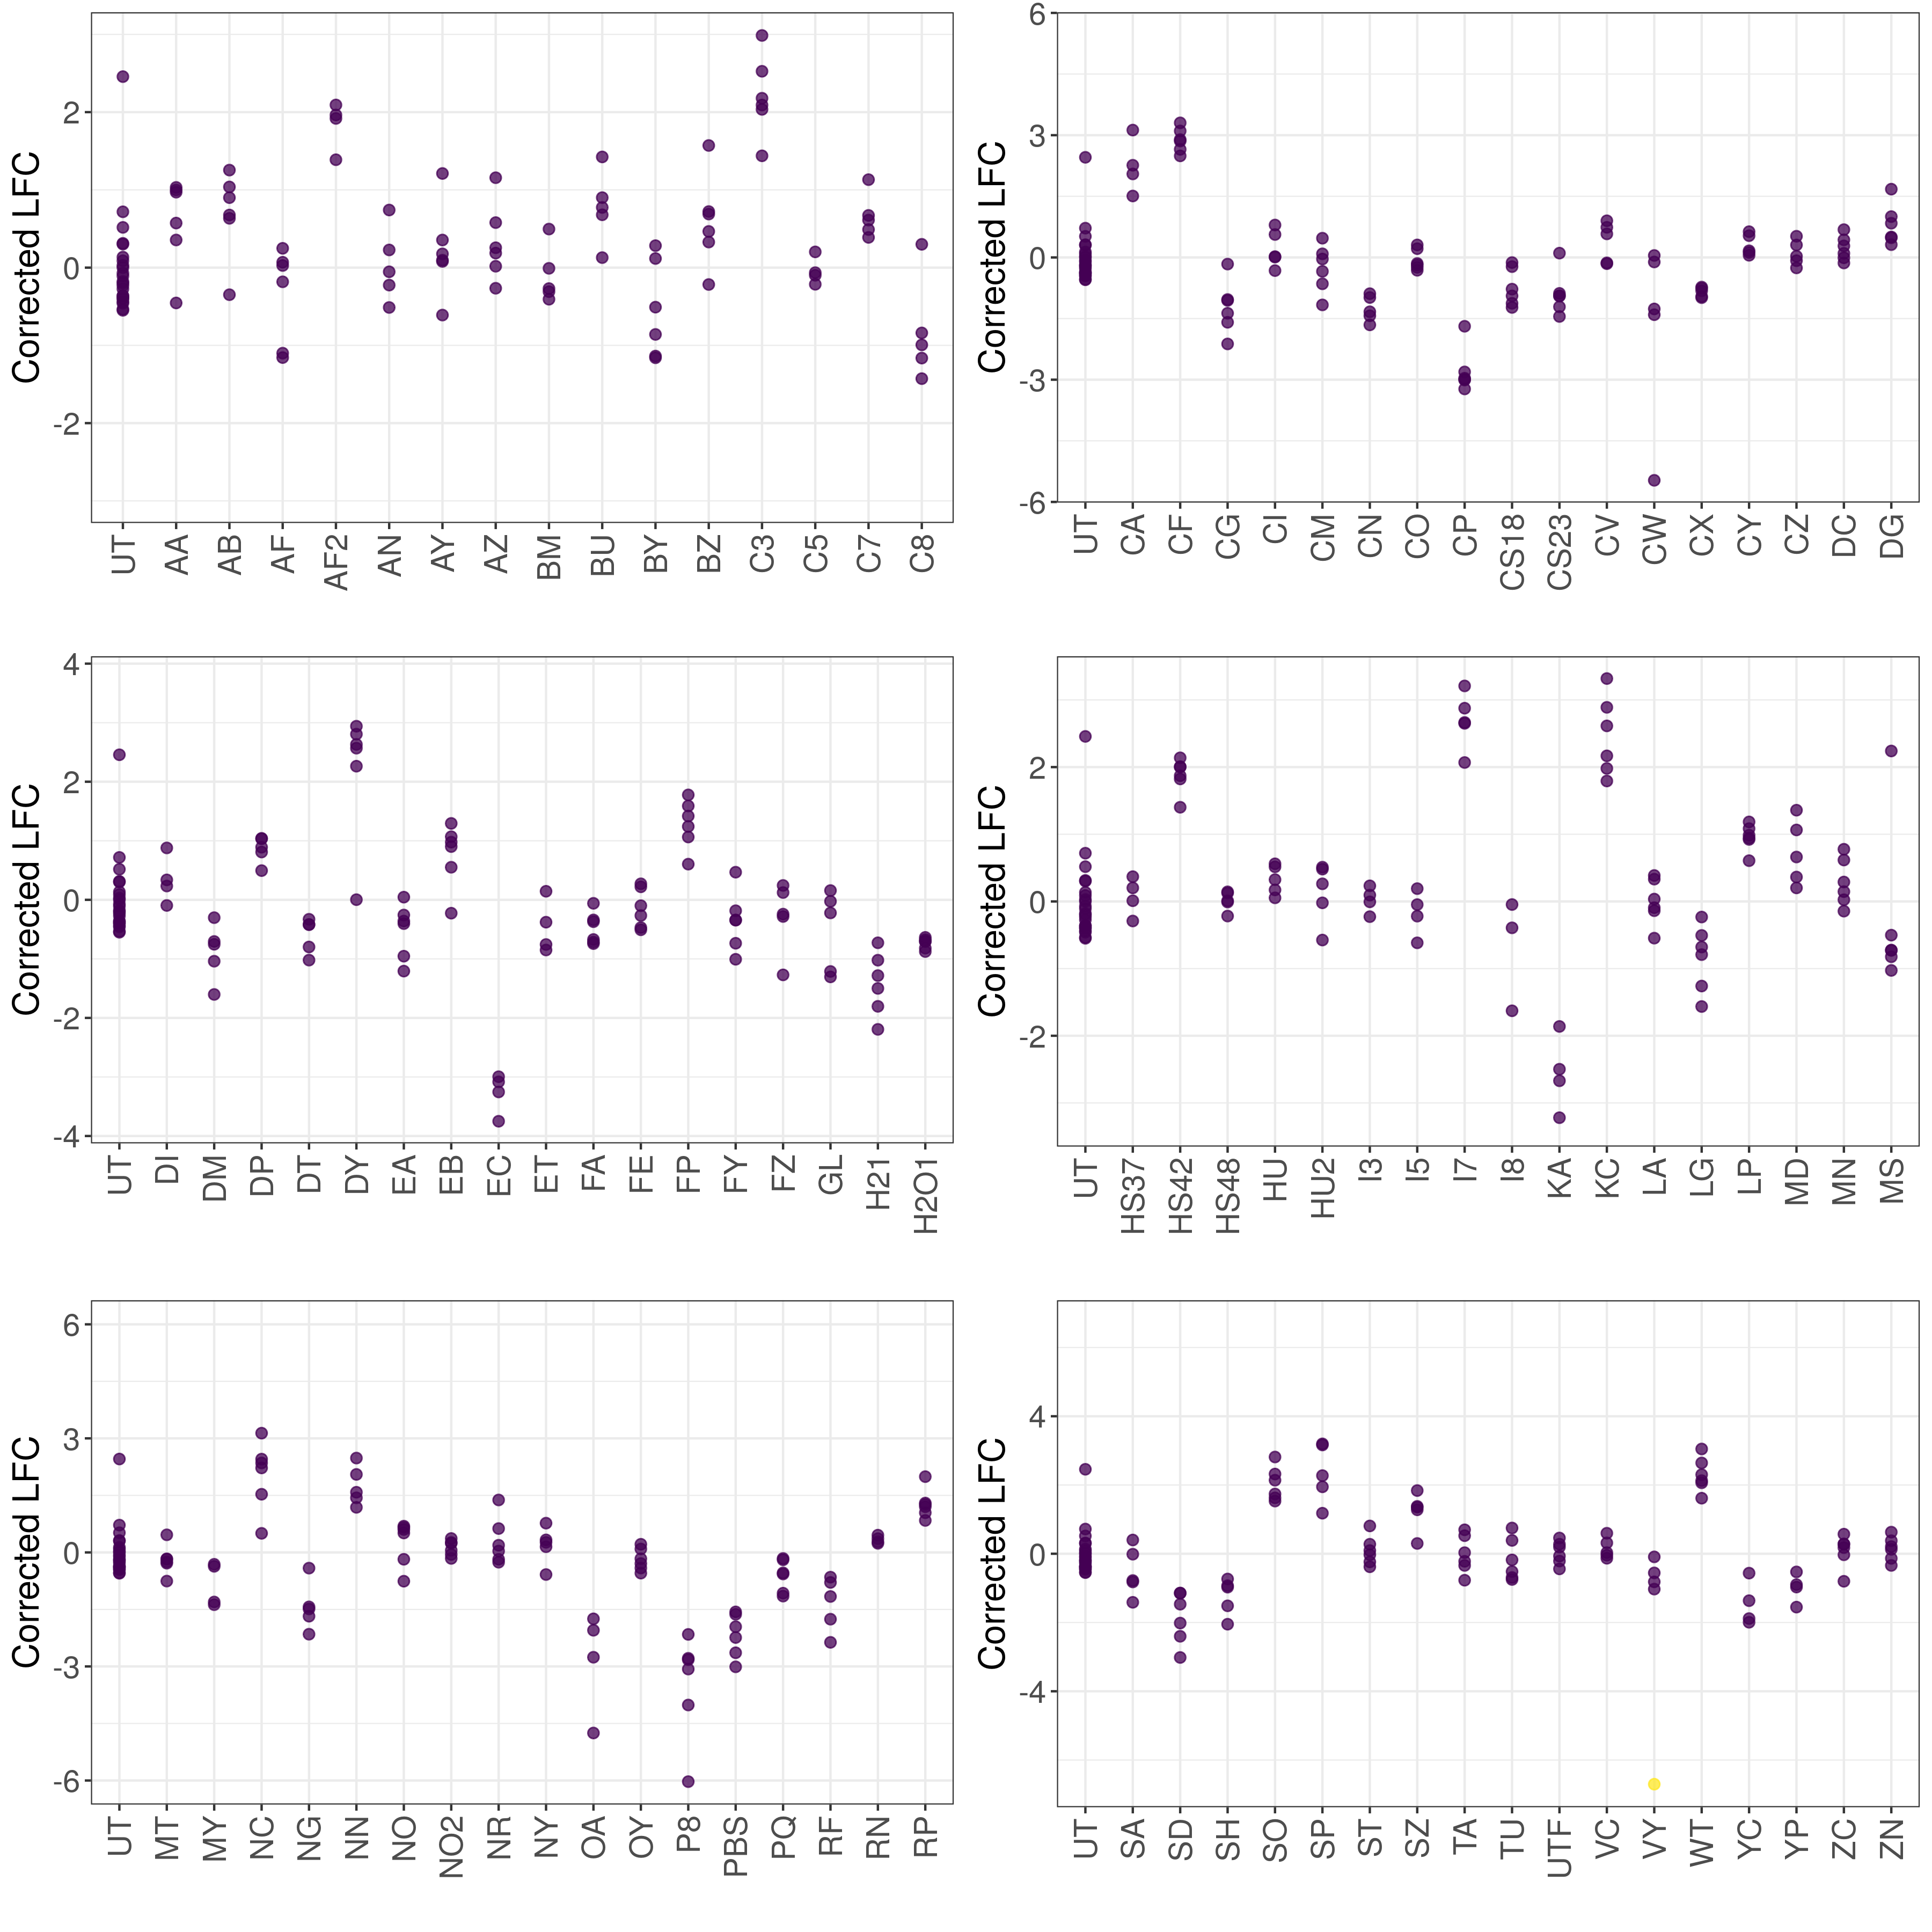 Corrected LFC
2
0
-2
UT AA AB AF AF2 AN AY AZ BM BU BY BZ C3 C5 C7 C8
Corrected LFC
6
3
0
-3
-6
UT CA CF CG CI CM CN CO CP CS18 CS23 CV CW CX CY CZ DC DG
Corrected LFC
4
2
0
-2
-4
UT DI DM DP DT DY EA EB EC ET FA FE FP FY FZ GL H21 H2O1
Corrected LFC
2
0
-2
UT HS37 HS42 HS48 HU HU2 I3 I5 I7 I8 KA KC LA LG LP MD MN MS
Corrected LFC
6
3
0
-3
-6
UT MT MY NC NG NN NO NO2 NR NY OA OY P8 PBS PQ RF RN RP
Corrected LFC
4
0
-4
UT SA SD SH SO SP ST SZ TA TU UTF VC VY WT YC YP ZC ZN